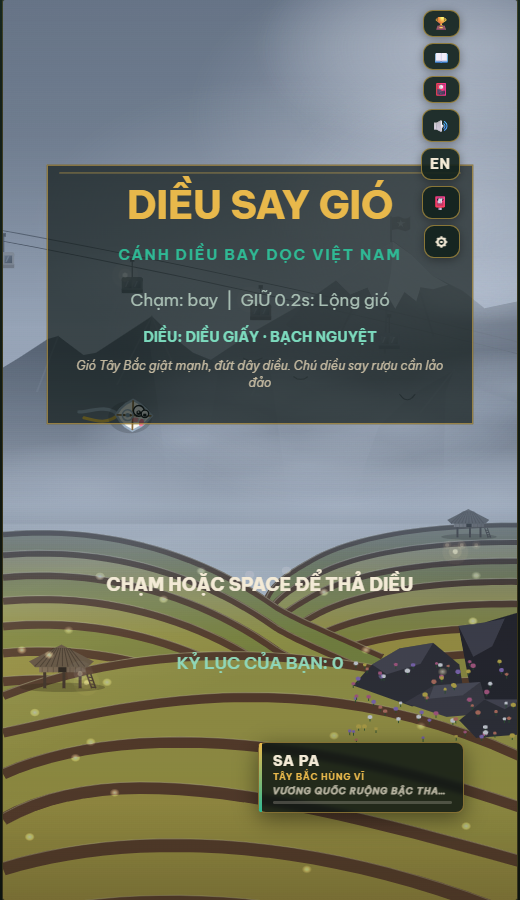 EN
DIỀU SAY GIÓ
CÁNH DIỀU BAY DỌC VIỆT NAM
Chạm: bay | GIỮ 0.2s: Lộng gió
DIỀU: DIỀU GIẤY · BẠCH NGUYỆT
Gió Tây Bắc giật mạnh, đứt dây diều. Chú diều say rượu cần lão
đảo
CHẠM HOẶC SPACE ĐỂ THẢ DIỀU
KỶ LỤC CỦA BẠN: 0
SA PA
TÂY BẮC HÙNG VĨ
VƯƠNG QUỐC RUỘNG BẬC THA...